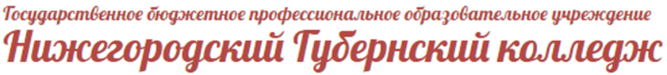 Государственное бюджетное профессиональное образовательное учреждение
Нижегородский Губернский колледж